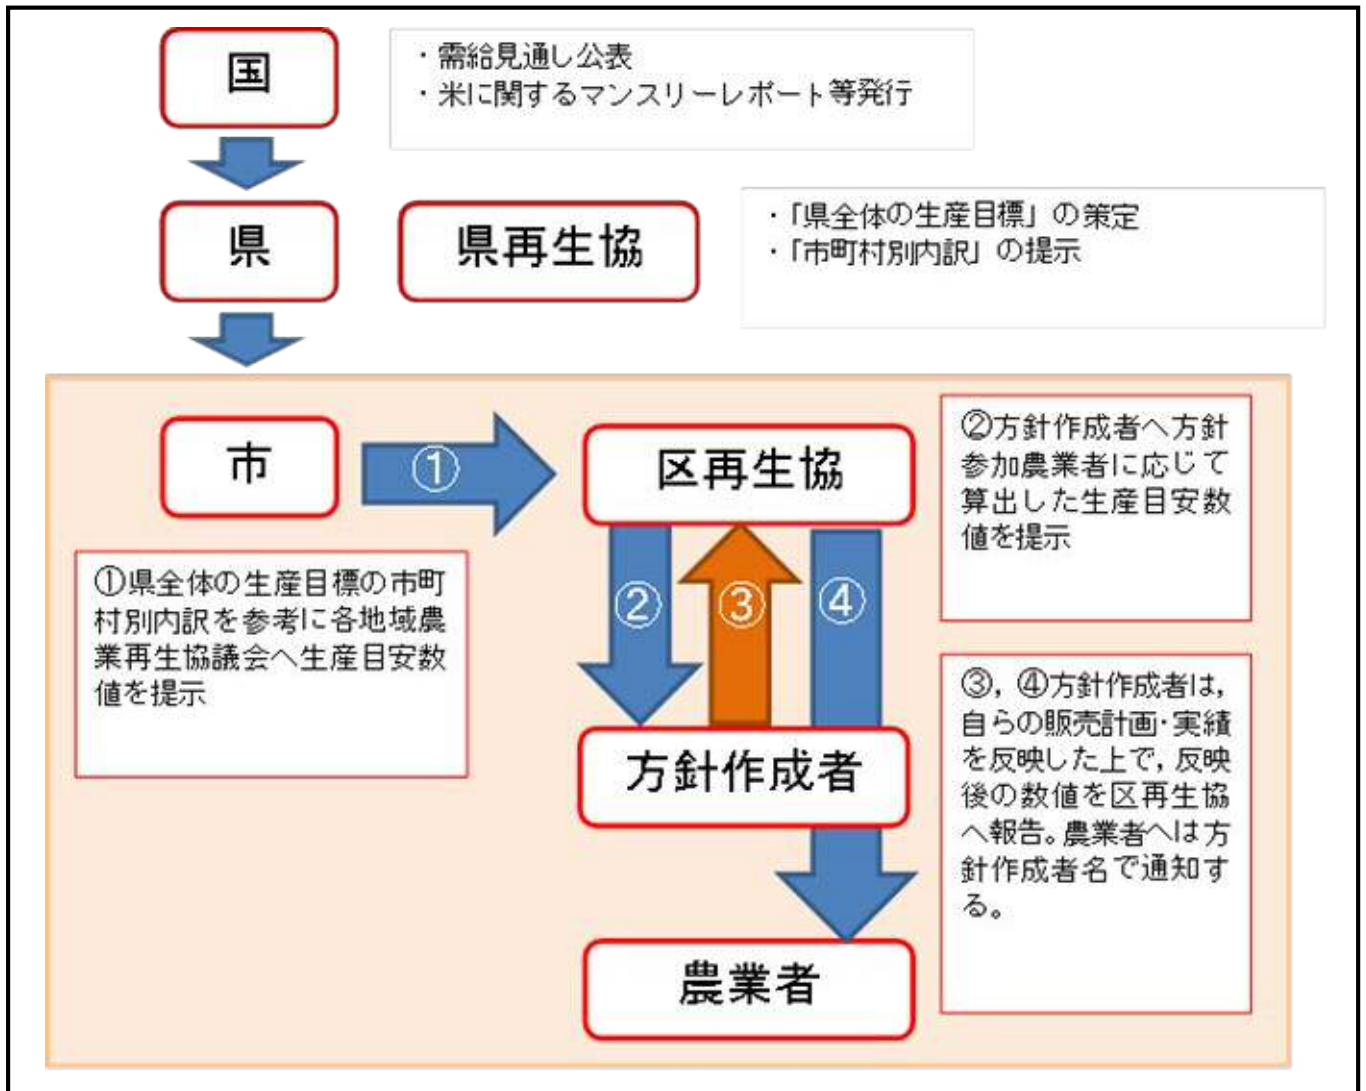 国
・需給見通し公表
・米に関するマンスリーレポート等発行
県
県再生協
・「県全体の生産目標」の策定
・「市町村別内訳」の提示
市
①
区再生協
②方針作成者へ方針
参加農業者に応じて
算出した生産目安数
値を提示
①県全体の生産目標の市町
村別内訳を参考に各地域農
業再生協議会へ生産目安数
値を提示
②
③
④
方針作成者
③，④方針作成者は，
自らの販売計画・実績
を反映した上で，反映
後の数値を区再生協
へ報告。農業者へは方
針作成者名で通知す
る。
農業者